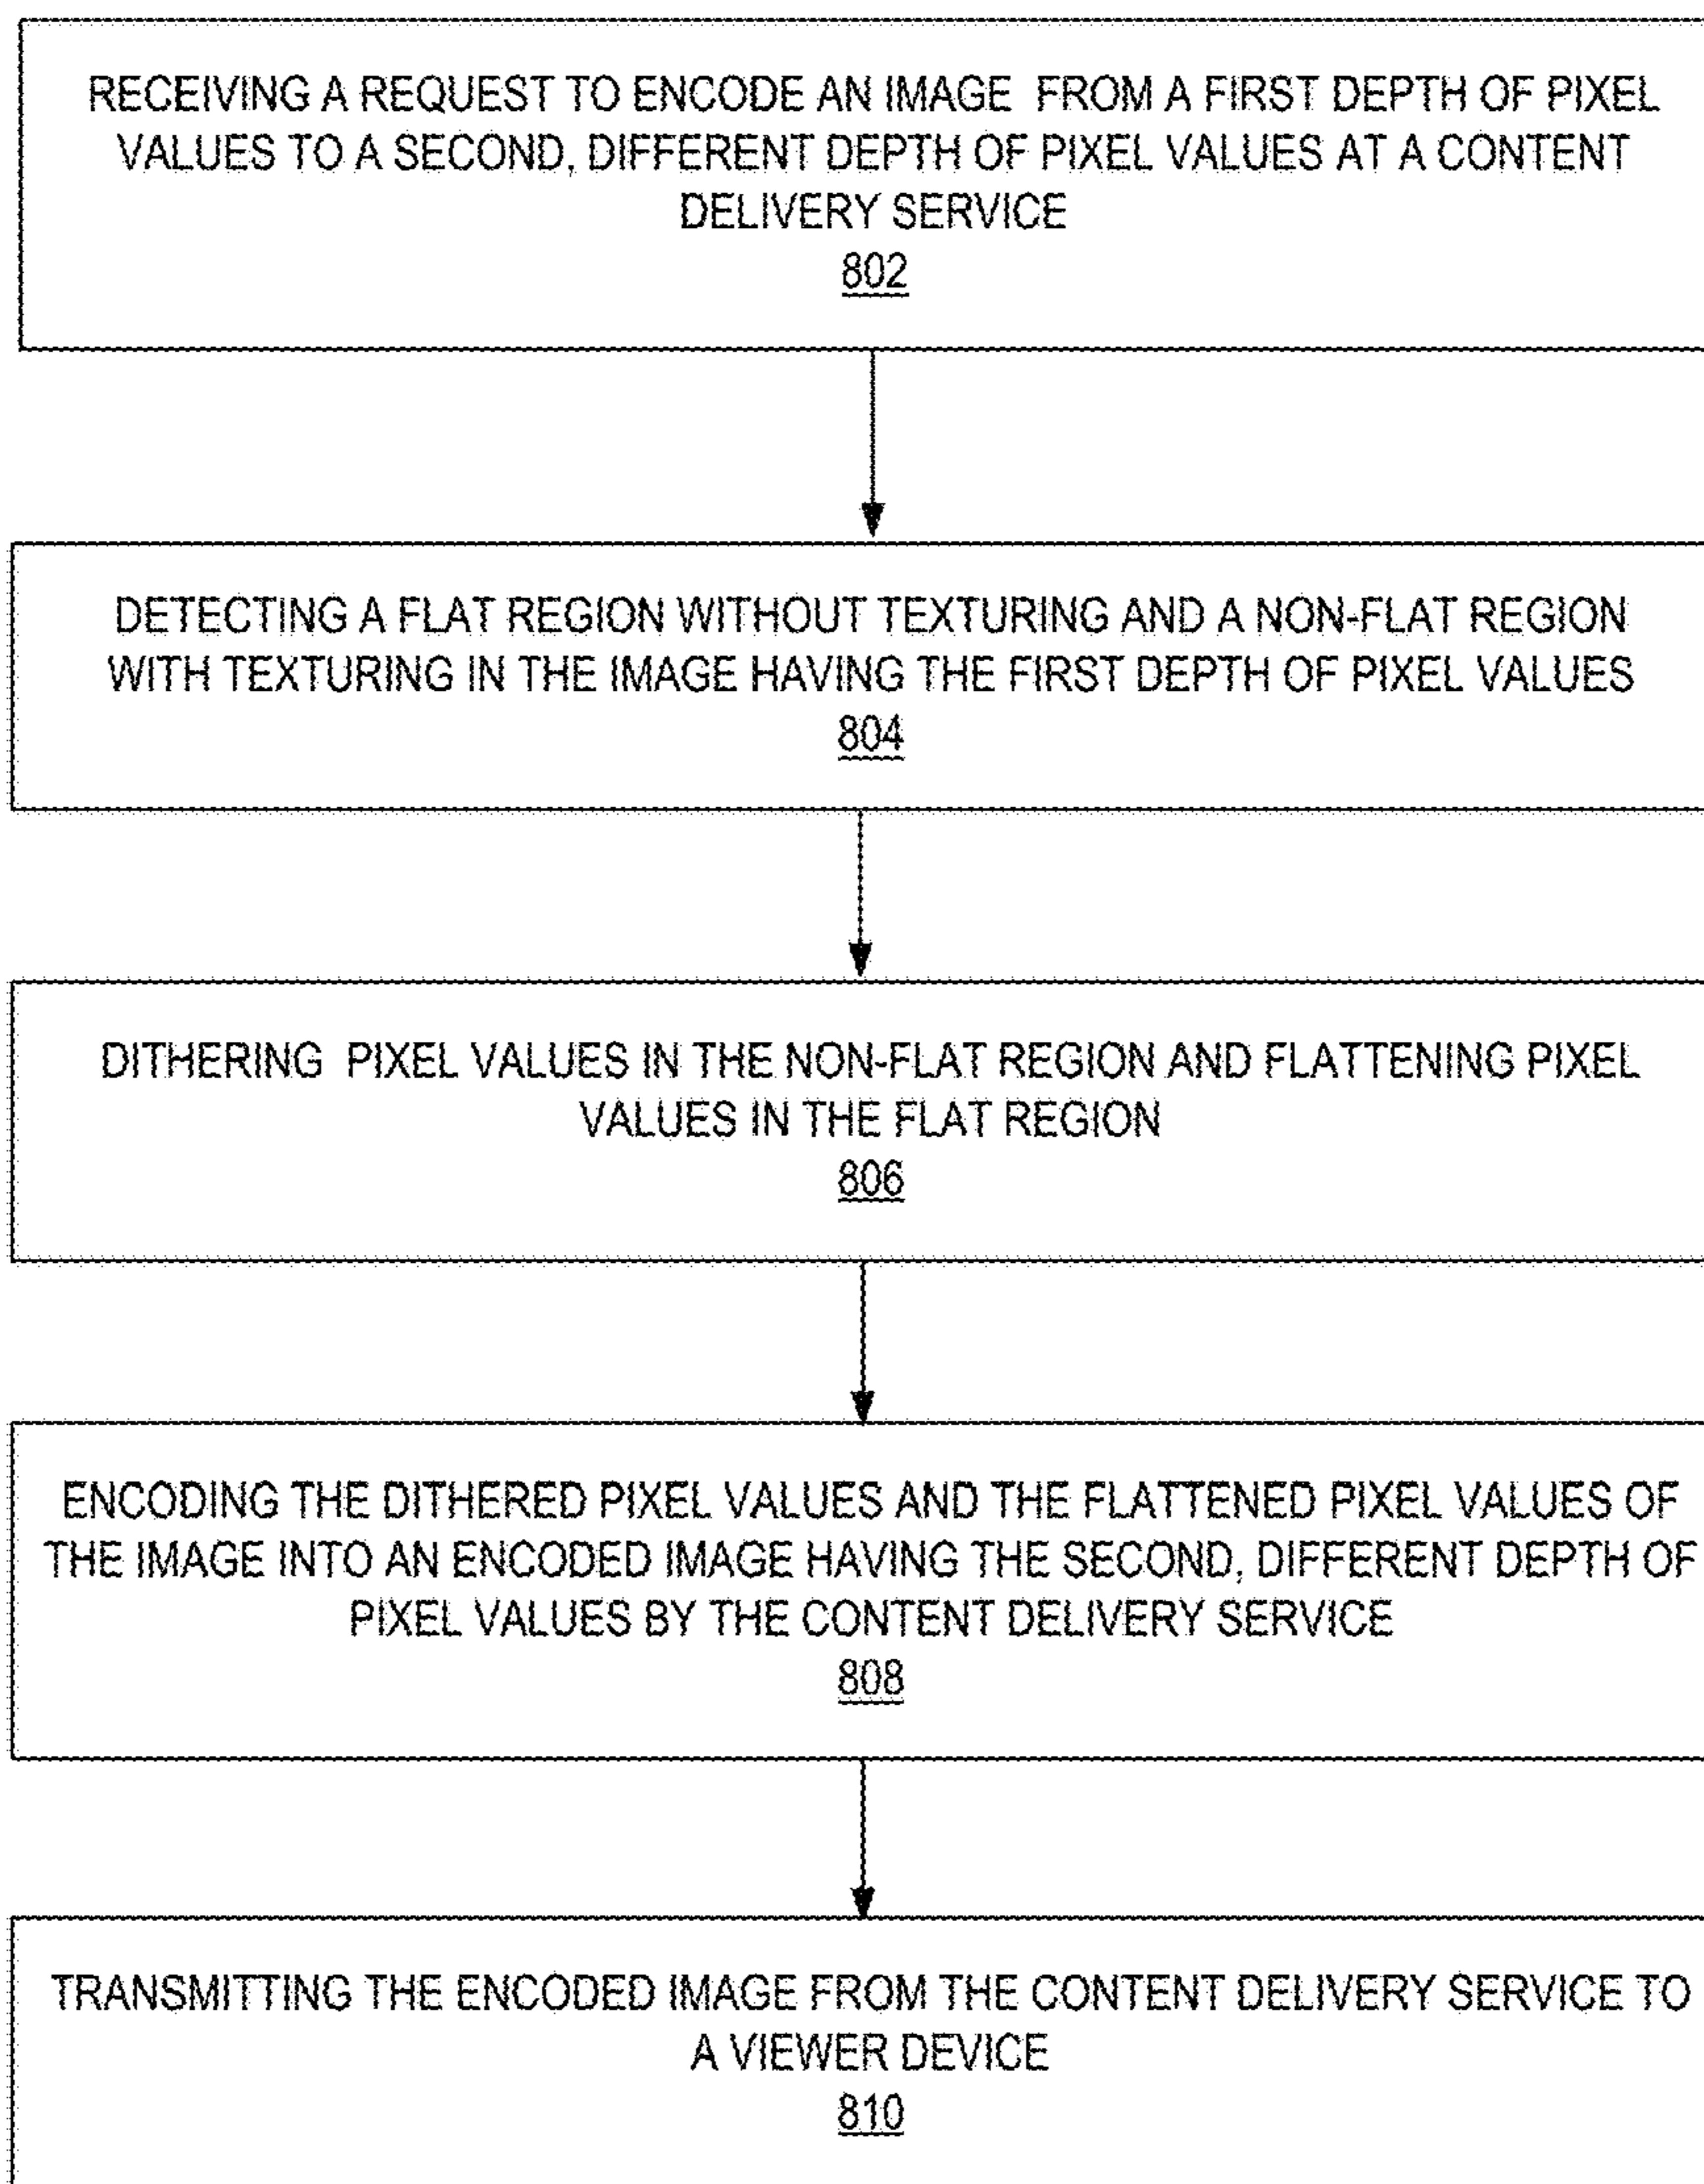 RECEIVING A REQUEST TO ENCODE AN IMAGE FROM A FIRST DEPTH OF PIXEL
VALUES TO A SECOND, DIFFERENT DEPTH OF PIXEL VALUES AT A CONTENT
DELIVERY SERVICE
802
DETECTING A FLAT REGION WITHOUT TEXTURING AND A NON-FLAT REGION
WITH TEXTURING IN THE IMAGE HAVING THE FIRST DEPTH OF PIXEL VALUES
804
DITHERING PIXEL VALUES IN THE NON-FLAT REGION AND FLATTENING PIXEL
VALUES IN THE FLAT REGION
806
ENCODING THE DITHERED PIXEL VALUES AND THE FLATTENED PIXEL VALUES OF
THE IMAGE INTO AN ENCODED IMAGE HAVING THE SECOND, DIFFERENT DEPTH OF
PIXEL VALUES BY THE CONTENT DELIVERY SERVICE
808
TRANSMITTING THE ENCODED IMAGE FROM THE CONTENT DELIVERY SERVICE TO
A VIEWER DEVICE
810